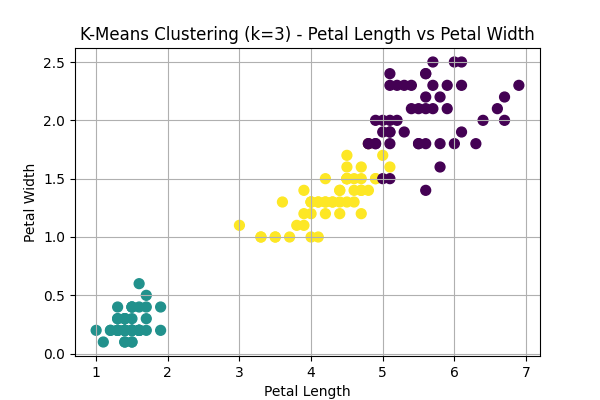 K-Means Clustering (k=3) - Petal Length vs Petal Width
2.5
2.0
1.5
1.0
0.5
0.0
Petal Width
1 2 3 4 5 6 7
Petal Length